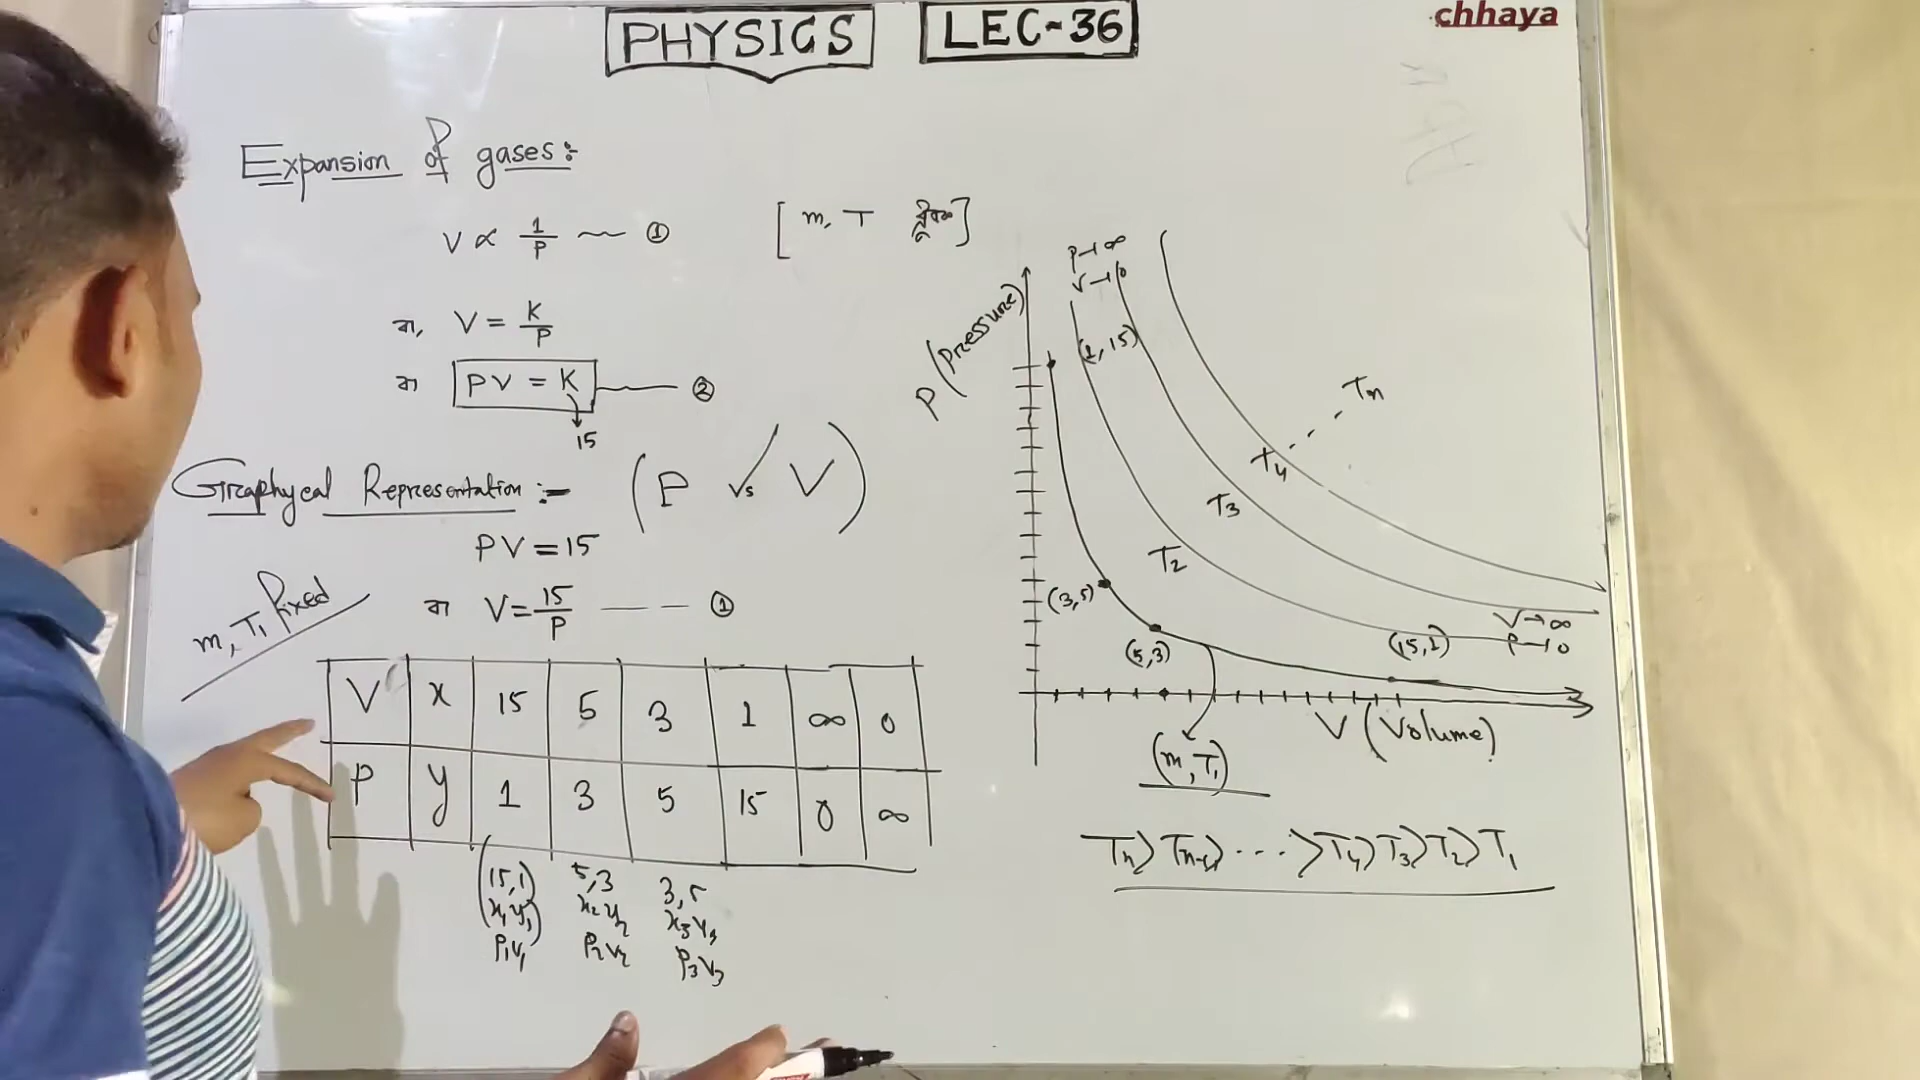 PHYSICS LEC-36
chhaya
Expansion of gases:-
V ∝ 1/P ~~ ①
[m, T স্থির]
বা, V = K/P
বা PV = K —— ②
15
Graphycal Representation :- (P vs V)
PV = 15
m, T₁ fixed
বা V = 15/P —— ①
V x 15 5 3 1 ∞ 0
P y 1 3 5 15 0 ∞
(15,1) 5,3 3,5
x₁y₁ x₂y₂ x₃y₃
P₁V₁ P₂V₂ P₃V₃
P→∞
V→0
P (Pressure)
(1, 15)
Tn
T₄
T₃
T₂
(3,5)
(5,3)
(15,1)
V→∞
P→0
V (Volume)
(m, T₁)
Tn > Tn-1 > ... > T₄ > T₃ > T₂ > T₁